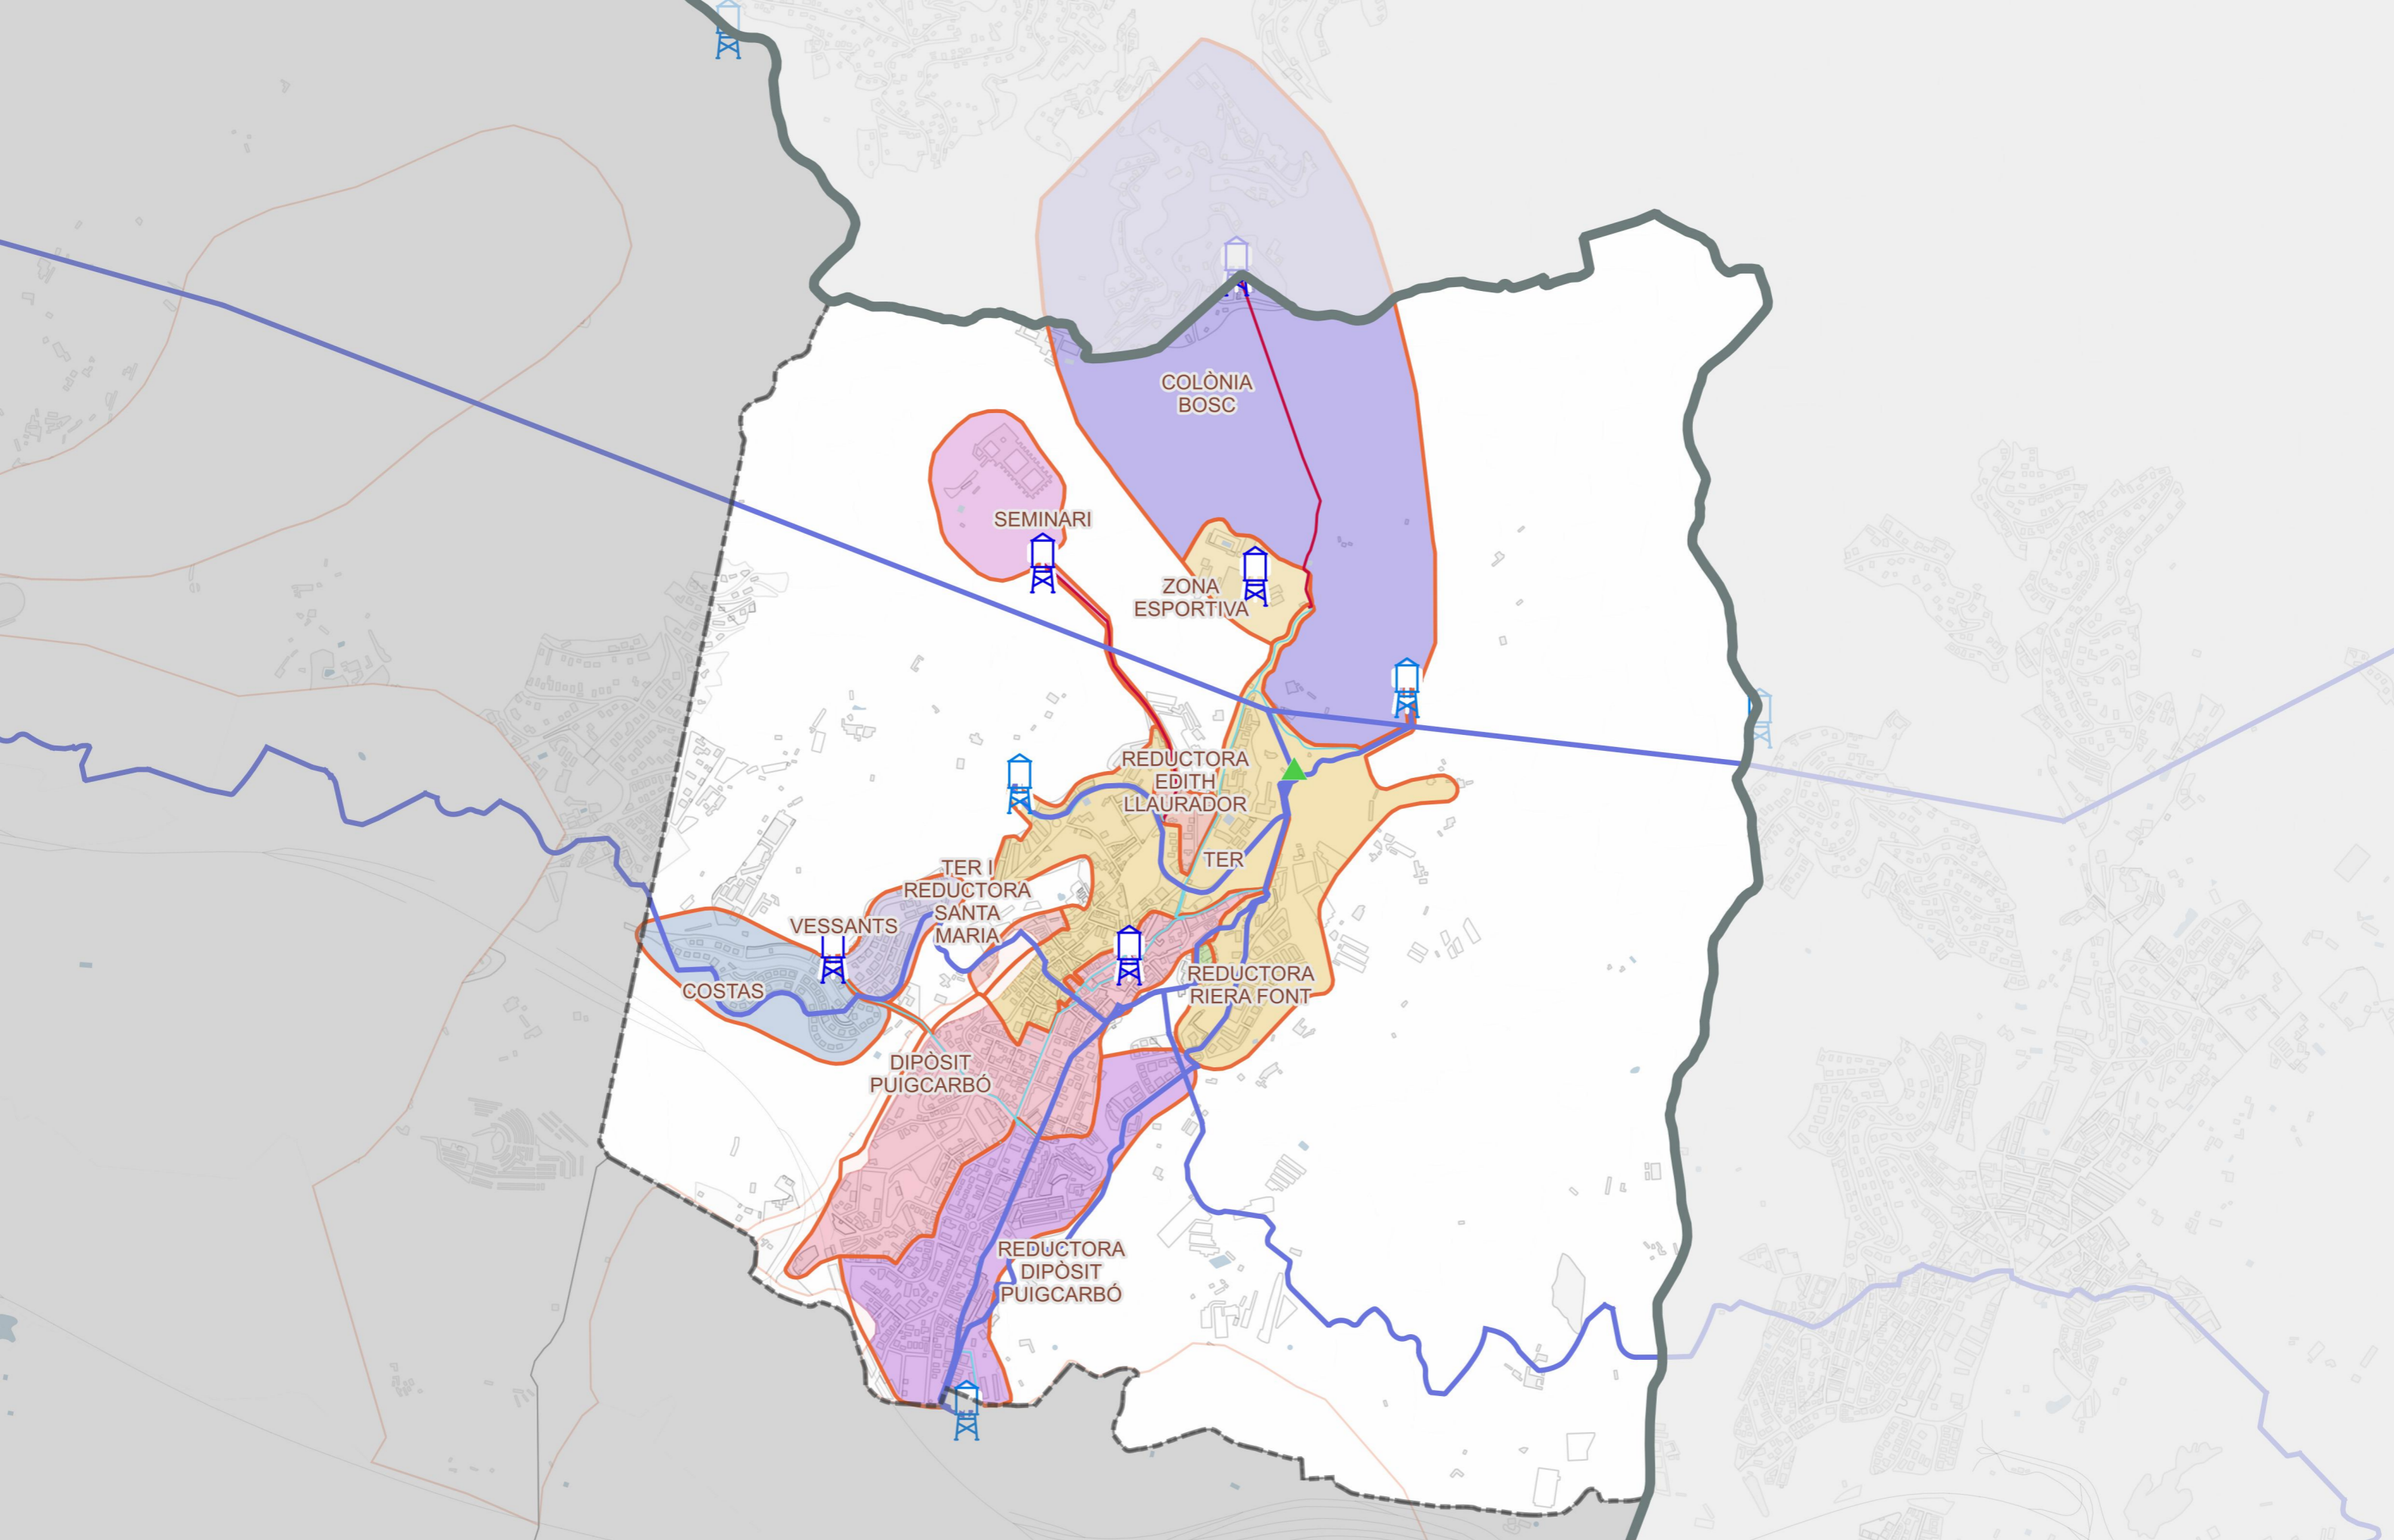 COLÒNIA
BOSC
SEMINARI
ZONA
ESPORTIVA
REDUCTORA
EDITH
LLAURADOR
TER
TER I
REDUCTORA
SANTA
MARIA
VESSANTS
COSTAS
REDUCTORA
RIERA FONT
DIPÒSIT
PUIGCARBÓ
REDUCTORA
DIPÒSIT
PUIGCARBÓ